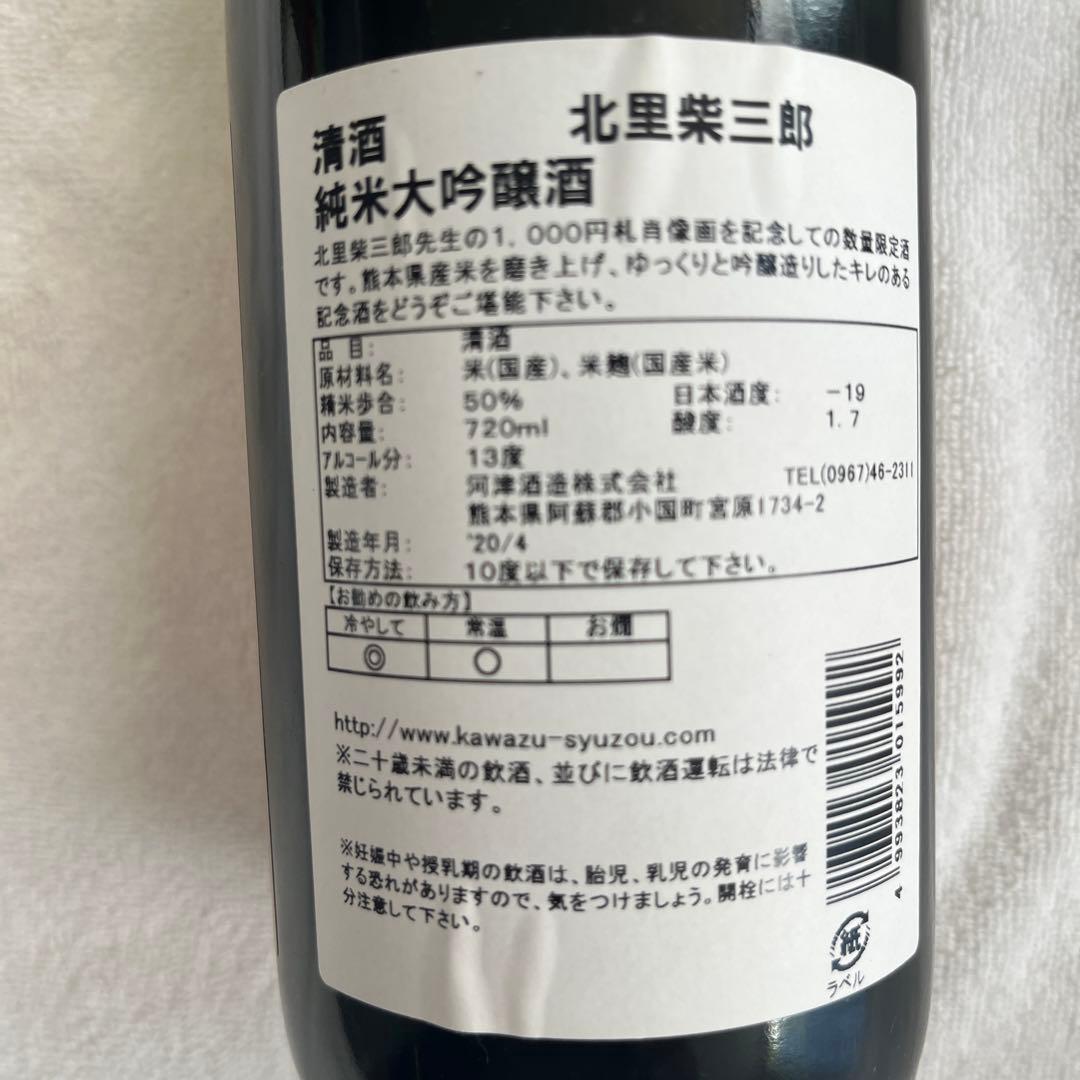 清酒 北里柴三郎
純米大吟醸酒
北里柴三郎先生の1,000円札肖像画を記念しての数量限定酒
です。熊本県産米を磨き上げ、ゆっくりと吟醸造りしたキレのある
記念酒をどうぞご堪能下さい。
品 目: 清酒
原材料名: 米(国産)、米麹(国産米)
精米歩合: 50% 日本酒度: -19
内容量: 720ml 酸度: 1.7
アルコール分: 13度
製造者: 河津酒造株式会社 TEL(0967)46-2311
熊本県阿蘇郡小国町宮原1734-2
製造年月: '20/4
保存方法: 10度以下で保存して下さい。
【お勧めの飲み方】
冷やして 常温 お燗
◎ ○
http://www.kawazu-syuzou.com
※二十歳未満の飲酒、並びに飲酒運転は法律で
禁じられています。
※妊娠中や授乳期の飲酒は、胎児、乳児の発育に影響
する恐れがありますので、気をつけましょう。開栓には十
分注意して下さい。
4 993823 015992
紙
ラベル